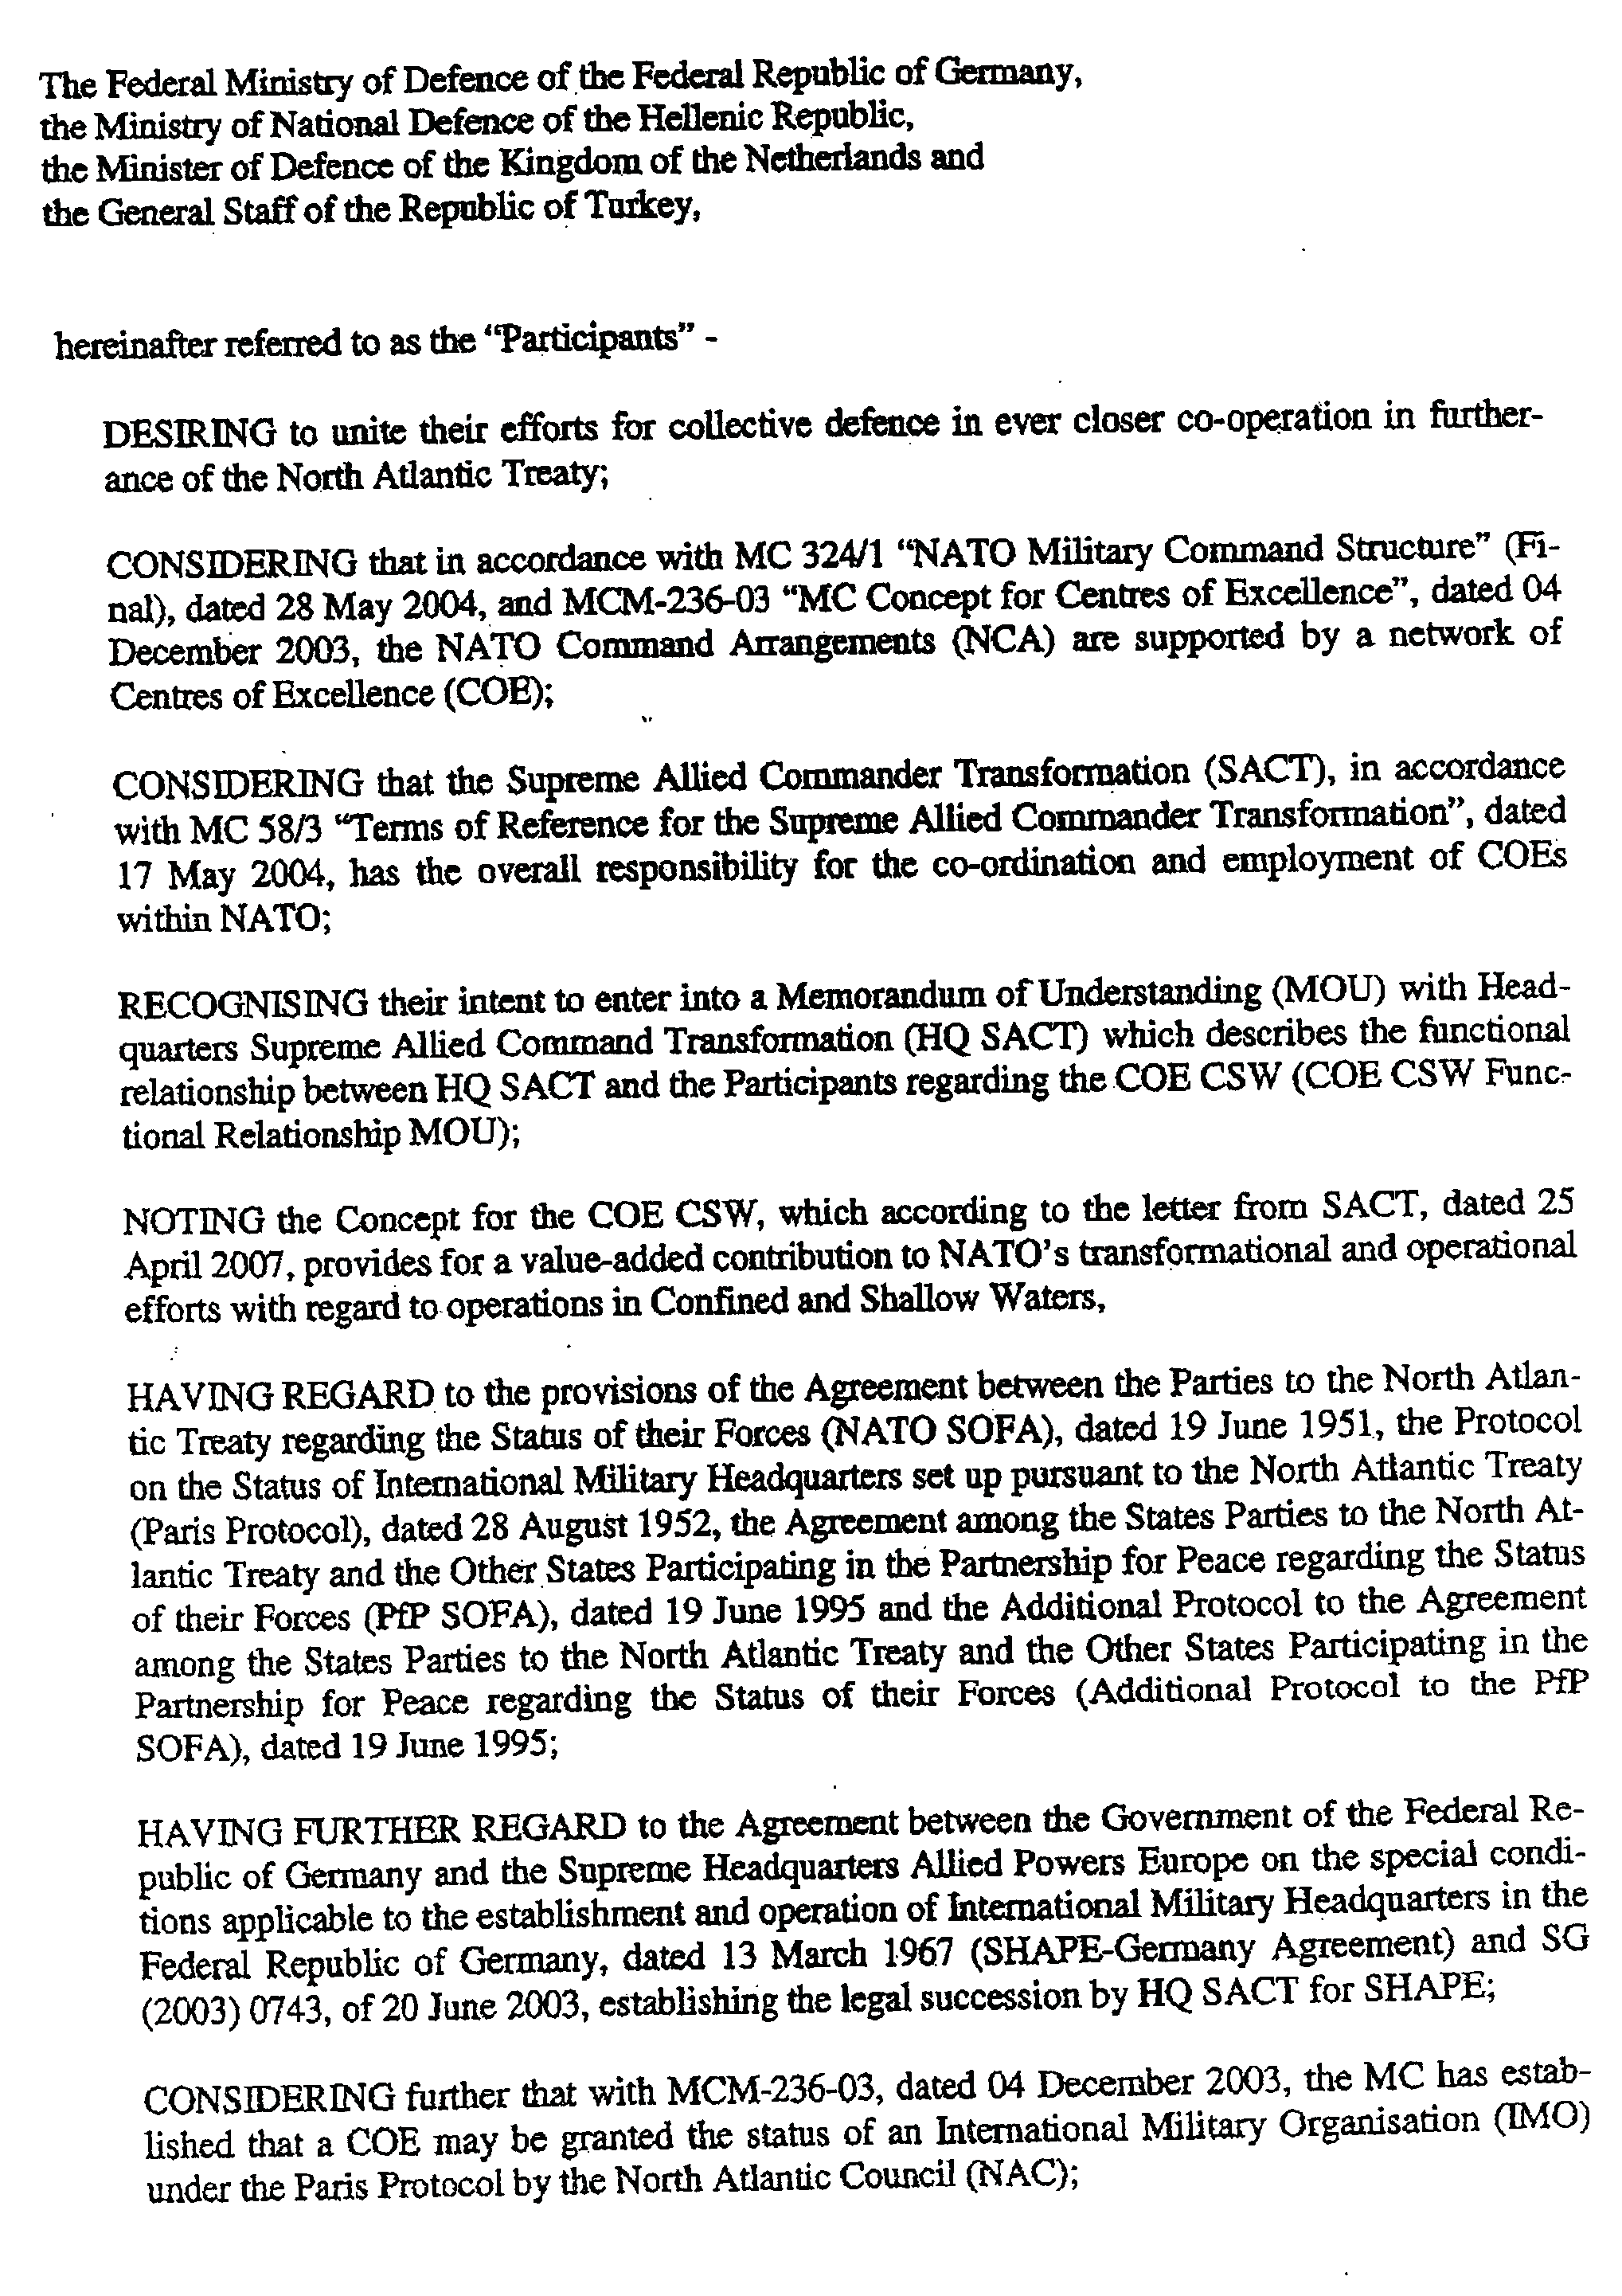 The Federal Ministry of Defence of the Federal Republic of Germany,
the Ministry of National Defence of the Hellenic Republic,
the Minister of Defence of the Kingdom of the Netherlands and
the General Staff of the Republic of Turkey,
hereinafter referred to as the “Participants” -
DESIRING to unite their efforts for collective defence in ever closer co-operation in further-
ance of the North Atlantic Treaty;
CONSIDERING that in accordance with MC 324/1 “NATO Military Command Structure” (Fi-
nal), dated 28 May 2004, and MCM-236-03 “MC Concept for Centres of Excellence”, dated 04
December 2003, the NATO Command Arrangements (NCA) are supported by a network of
Centres of Excellence (COE);
CONSIDERING that the Supreme Allied Commander Transformation (SACT), in accordance
with MC 58/3 “Terms of Reference for the Supreme Allied Commander Transformation”, dated
17 May 2004, has the overall responsibility for the co-ordination and employment of COEs
within NATO;
RECOGNISING their intent to enter into a Memorandum of Understanding (MOU) with Head-
quarters Supreme Allied Command Transformation (HQ SACT) which describes the functional
relationship between HQ SACT and the Participants regarding the COE CSW (COE CSW Func-
tional Relationship MOU);
NOTING the Concept for the COE CSW, which according to the letter from SACT, dated 25
April 2007, provides for a value-added contribution to NATO’s transformational and operational
efforts with regard to operations in Confined and Shallow Waters,
HAVING REGARD to the provisions of the Agreement between the Parties to the North Atlan-
tic Treaty regarding the Status of their Forces (NATO SOFA), dated 19 June 1951, the Protocol
on the Status of International Military Headquarters set up pursuant to the North Atlantic Treaty
(Paris Protocol), dated 28 August 1952, the Agreement among the States Parties to the North At-
lantic Treaty and the Other States Participating in the Partnership for Peace regarding the Status
of their Forces (PfP SOFA), dated 19 June 1995 and the Additional Protocol to the Agreement
among the States Parties to the North Atlantic Treaty and the Other States Participating in the
Partnership for Peace regarding the Status of their Forces (Additional Protocol to the PfP
SOFA), dated 19 June 1995;
HAVING FURTHER REGARD to the Agreement between the Government of the Federal Re-
public of Germany and the Supreme Headquarters Allied Powers Europe on the special condi-
tions applicable to the establishment and operation of International Military Headquarters in the
Federal Republic of Germany, dated 13 March 1967 (SHAPE-Germany Agreement) and SG
(2003) 0743, of 20 June 2003, establishing the legal succession by HQ SACT for SHAPE;
CONSIDERING further that with MCM-236-03, dated 04 December 2003, the MC has estab-
lished that a COE may be granted the status of an International Military Organisation (IMO)
under the Paris Protocol by the North Atlantic Council (NAC);